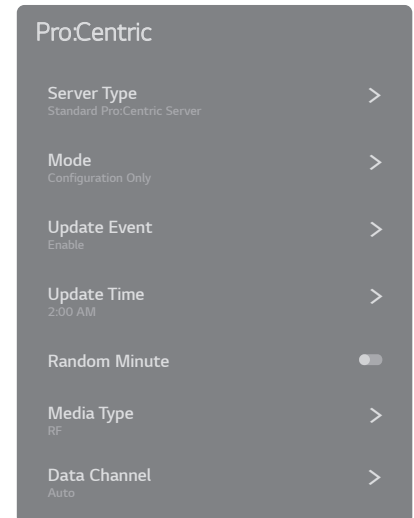 Pro:Centric
Server Type
Standard Pro:Centric Server
Mode
Configuration Only
Update Event
Enable
Update Time
2:00 AM
Random Minute
Media Type
RF
Data Channel
Auto